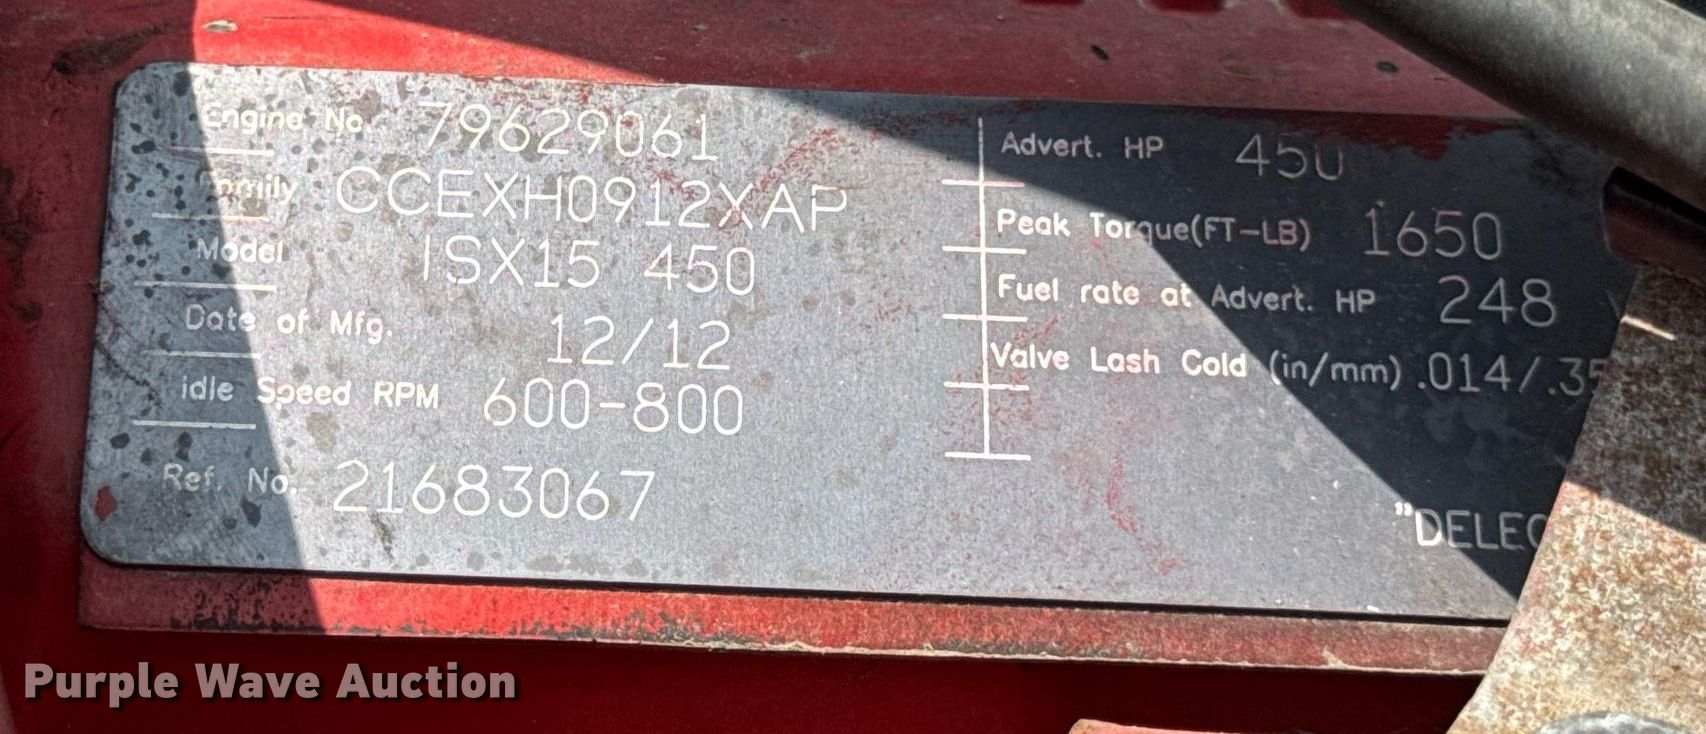 Engine No. 79629061
Family CCEXH0912XAP
Model ISX15 450
Date of Mfg. 12/12
idle Speed RPM 600-800
Ref. No. 21683067
Advert. HP 450
Peak Torque(FT-LB) 1650
Fuel rate at Advert. HP 248
Valve Lash Cold (in/mm) .014/.35
"DELEC
Purple Wave Auction